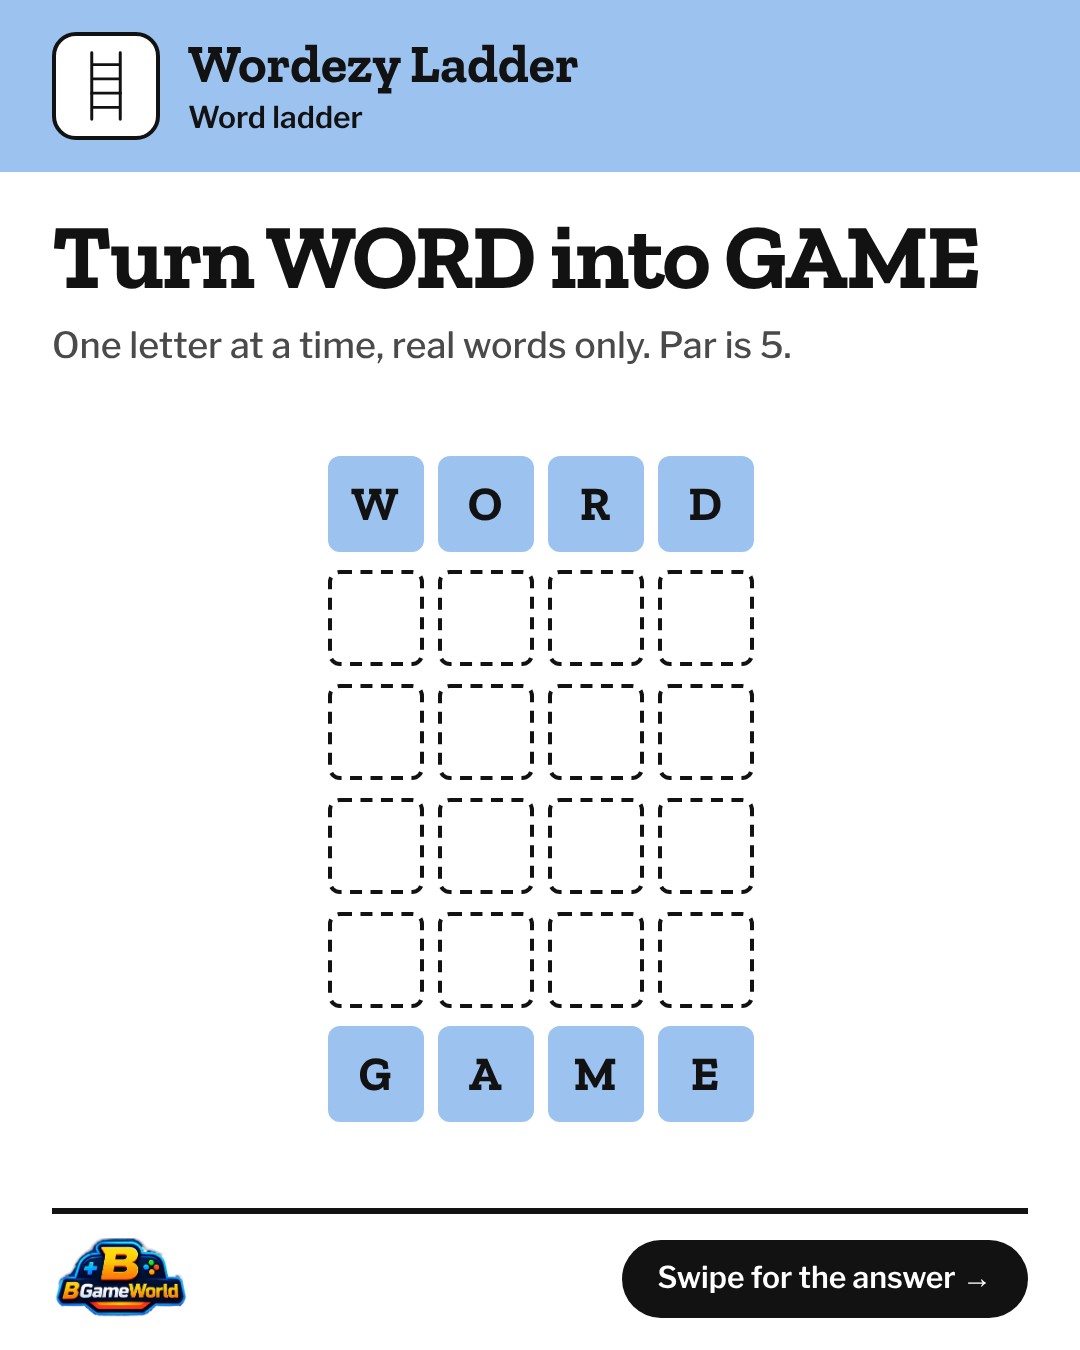 Wordezy Ladder
Word ladder
Turn WORD into GAME
One letter at a time, real words only. Par is 5.
W O R D
G A M E
B
BGameWorld
Swipe for the answer →